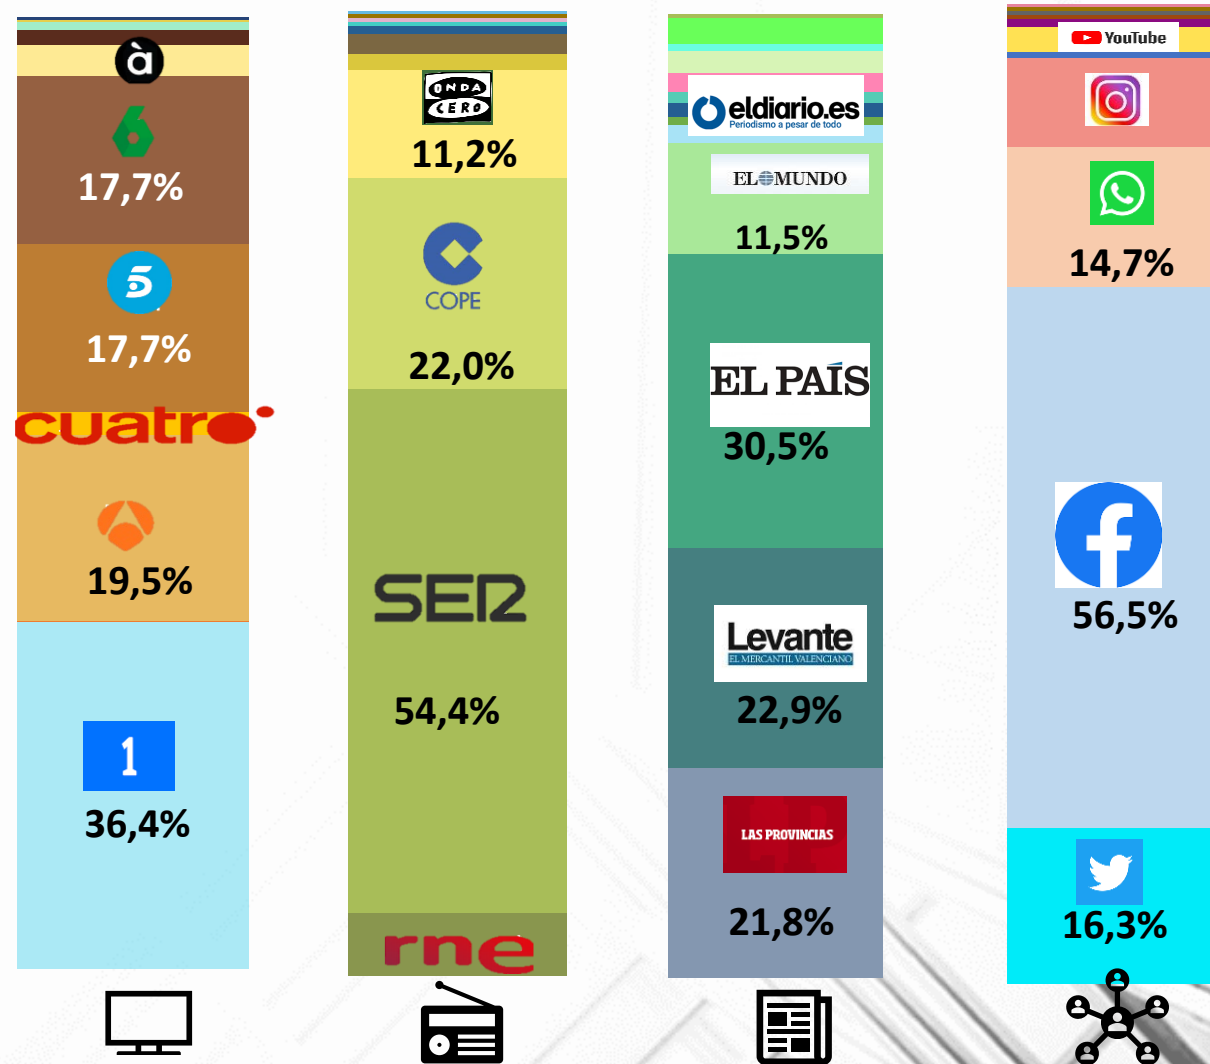 à
6
17,7%
5
17,7%
cuatro
19,5%
1
36,4%
ONDA
CERO
11,2%
COPE
22,0%
SER
54,4%
rne
eldiario.es
Periodismo a pesar de todo
EL MUNDO
11,5%
EL PAÍS
30,5%
Levante
EL MERCANTIL VALENCIANO
22,9%
LAS PROVINCIAS
21,8%
YouTube
14,7%
f
56,5%
16,3%